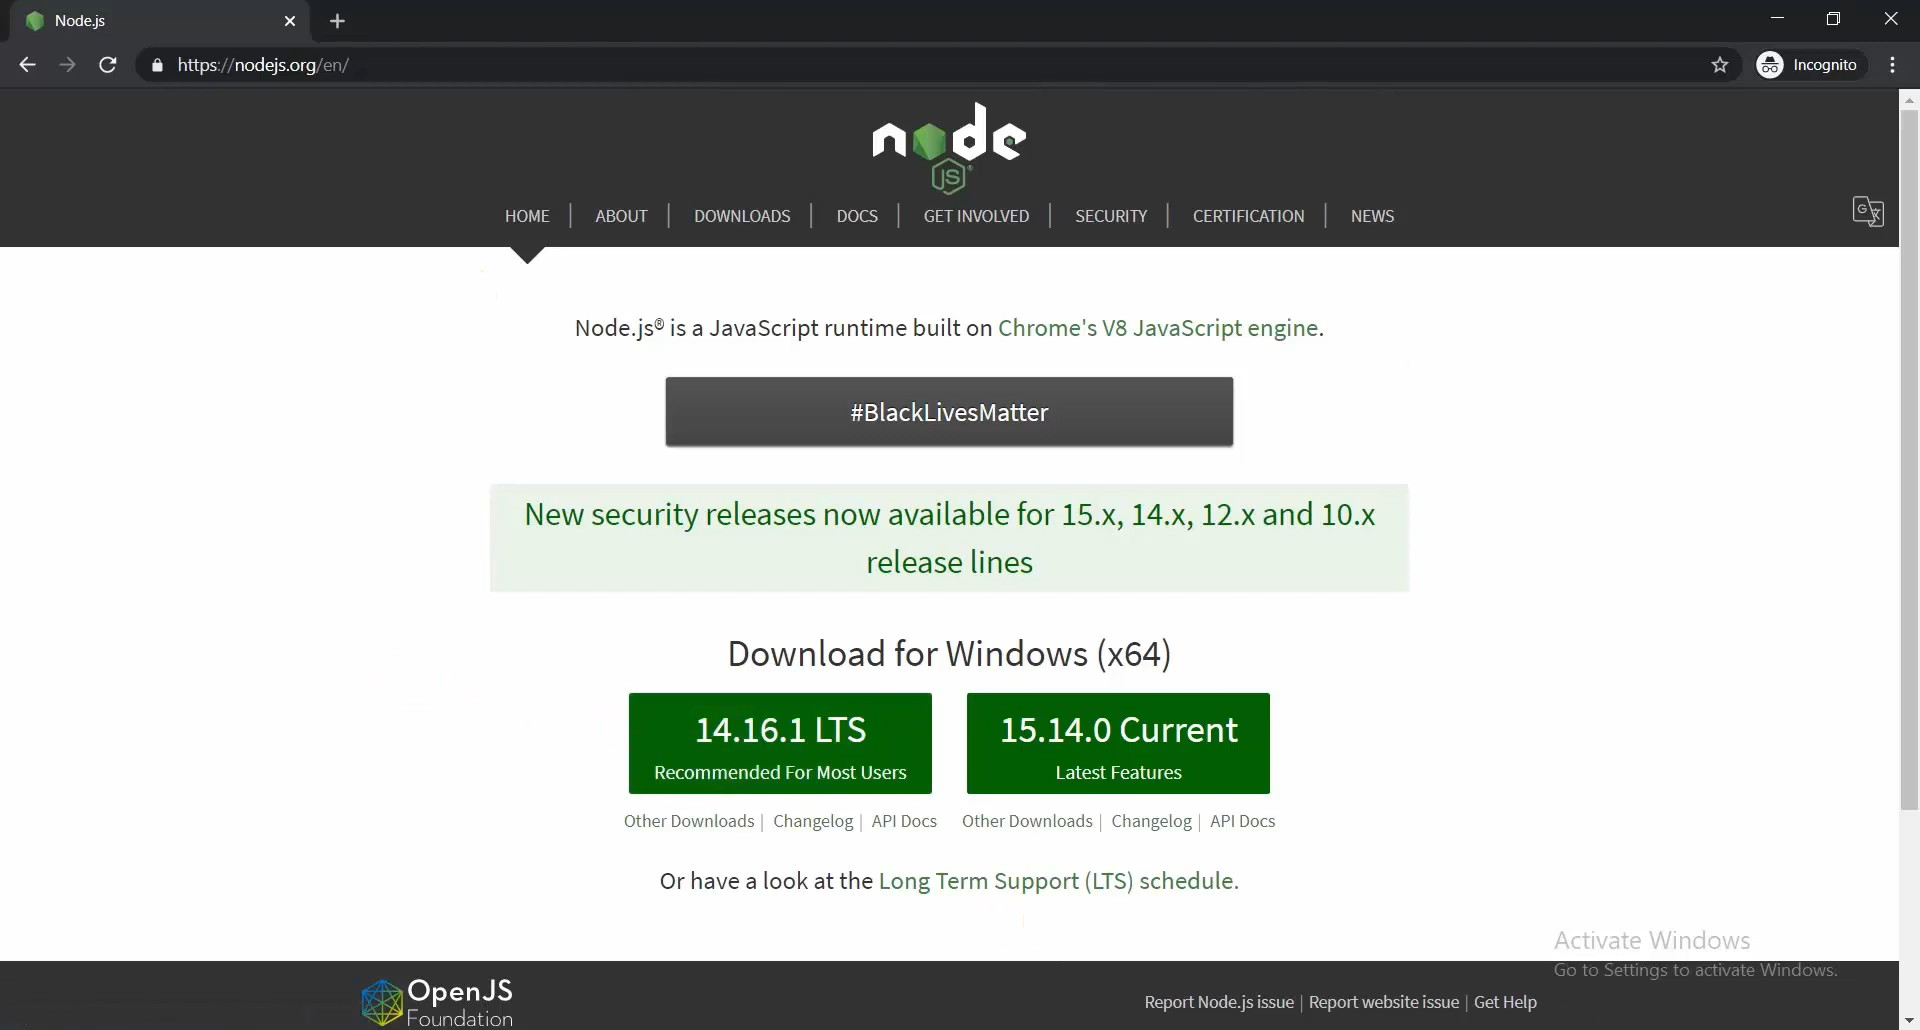 Node.js
https://nodejs.org/en/
Incognito
node
JS
HOME | ABOUT | DOWNLOADS | DOCS | GET INVOLVED | SECURITY | CERTIFICATION | NEWS
Node.js® is a JavaScript runtime built on Chrome's V8 JavaScript engine.
#BlackLivesMatter
New security releases now available for 15.x, 14.x, 12.x and 10.x
release lines
Download for Windows (x64)
14.16.1 LTS
Recommended For Most Users
15.14.0 Current
Latest Features
Other Downloads | Changelog | API Docs
Other Downloads | Changelog | API Docs
Or have a look at the Long Term Support (LTS) schedule.
Activate Windows
Go to Settings to activate Windows.
OpenJS
Foundation
Report Node.js issue | Report website issue | Get Help